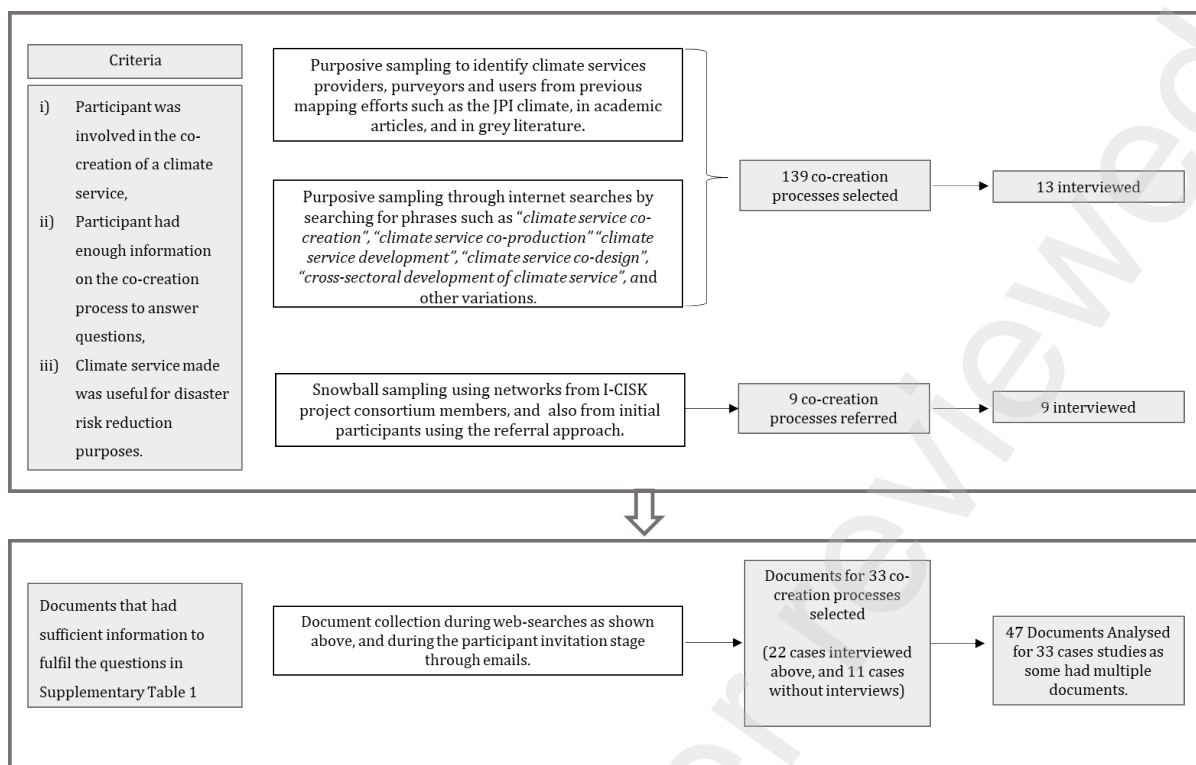 Criteria
i) Participant was
involved in the co-
creation of a climate
service,
ii) Participant had
enough information
on the co-creation
process to answer
questions,
iii) Climate service made
was useful for disaster
risk reduction
purposes.
Purposive sampling to identify climate services
providers, purveyors and users from previous
mapping efforts such as the JPI climate, in academic
articles, and in grey literature.
Purposive sampling through internet searches by
searching for phrases such as “climate service co-
creation”, “climate service co-production” “climate
service development”, “climate service co-design”,
“cross-sectoral development of climate service”, and
other variations.
139 co-creation
processes selected
13 interviewed
Snowball sampling using networks from I-CISK
project consortium members, and also from initial
participants using the referral approach.
9 co-creation
processes referred
9 interviewed
Documents that had
sufficient information to
fulfil the questions in
Supplementary Table 1
Document collection during web-searches as shown
above, and during the participant invitation stage
through emails.
Documents for 33 co-
creation processes
selected
(22 cases interviewed
above, and 11 cases
without interviews)
47 Documents Analysed
for 33 cases studies as
some had multiple
documents.
er reviewed